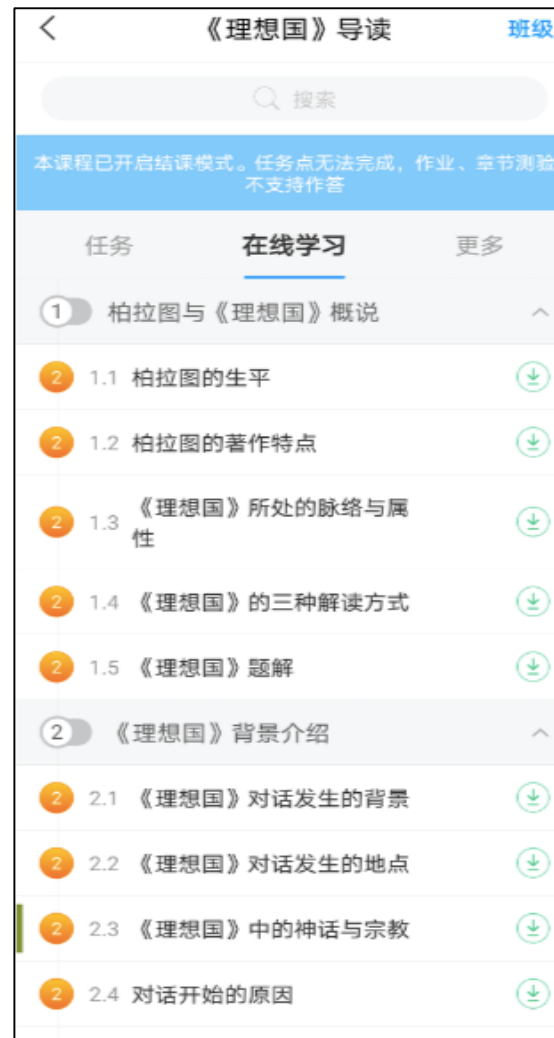 《理想国》导读 班级
搜索
本课程已开启结课模式。任务点无法完成，作业、章节测验
不支持作答
任务 在线学习 更多
1 柏拉图与《理想国》概说
2 1.1 柏拉图的生平
2 1.2 柏拉图的著作特点
2 1.3 《理想国》所处的脉络与属
性
2 1.4 《理想国》的三种解读方式
2 1.5 《理想国》题解
2 《理想国》背景介绍
2 2.1 《理想国》对话发生的背景
2 2.2 《理想国》对话发生的地点
2 2.3 《理想国》中的神话与宗教
2 2.4 对话开始的原因